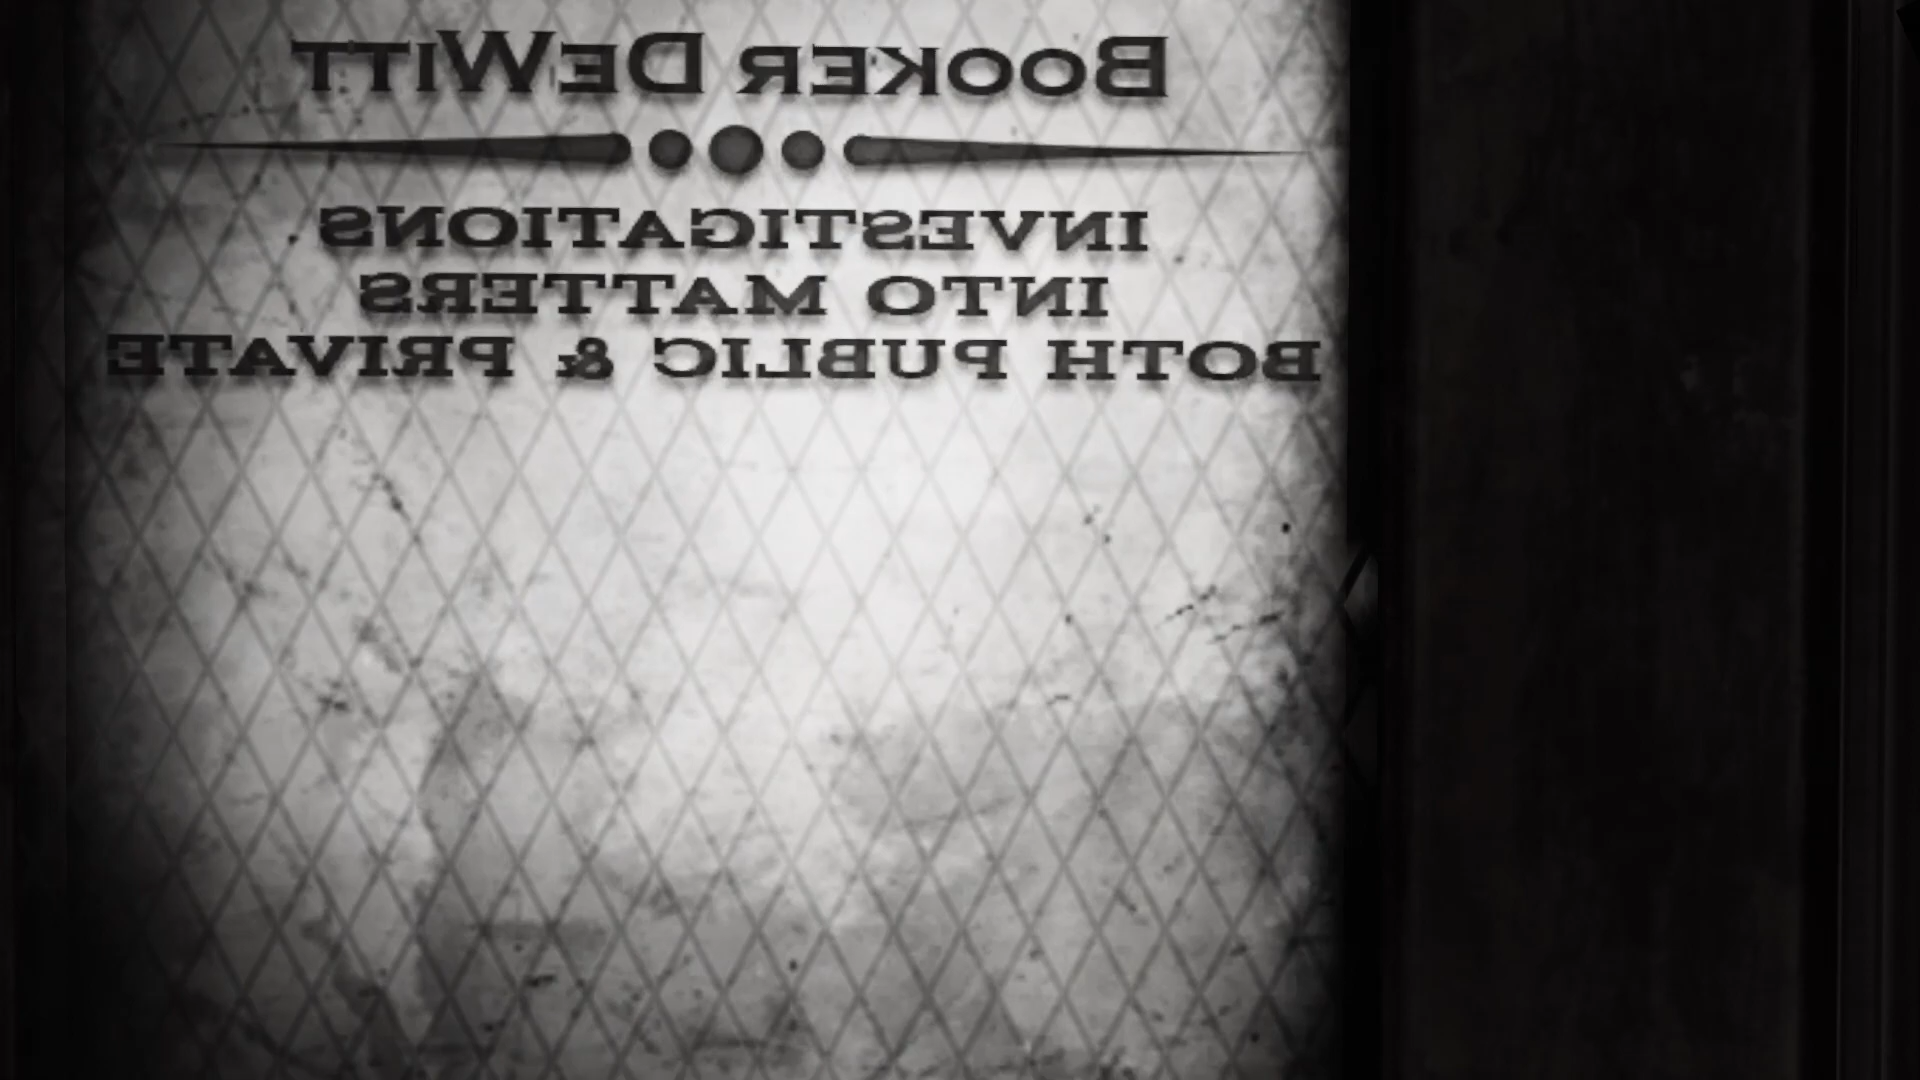 Booker DeWitt
INVESTIGATIONS
INTO MATTERS
BOTH PUBLIC & PRIVATE